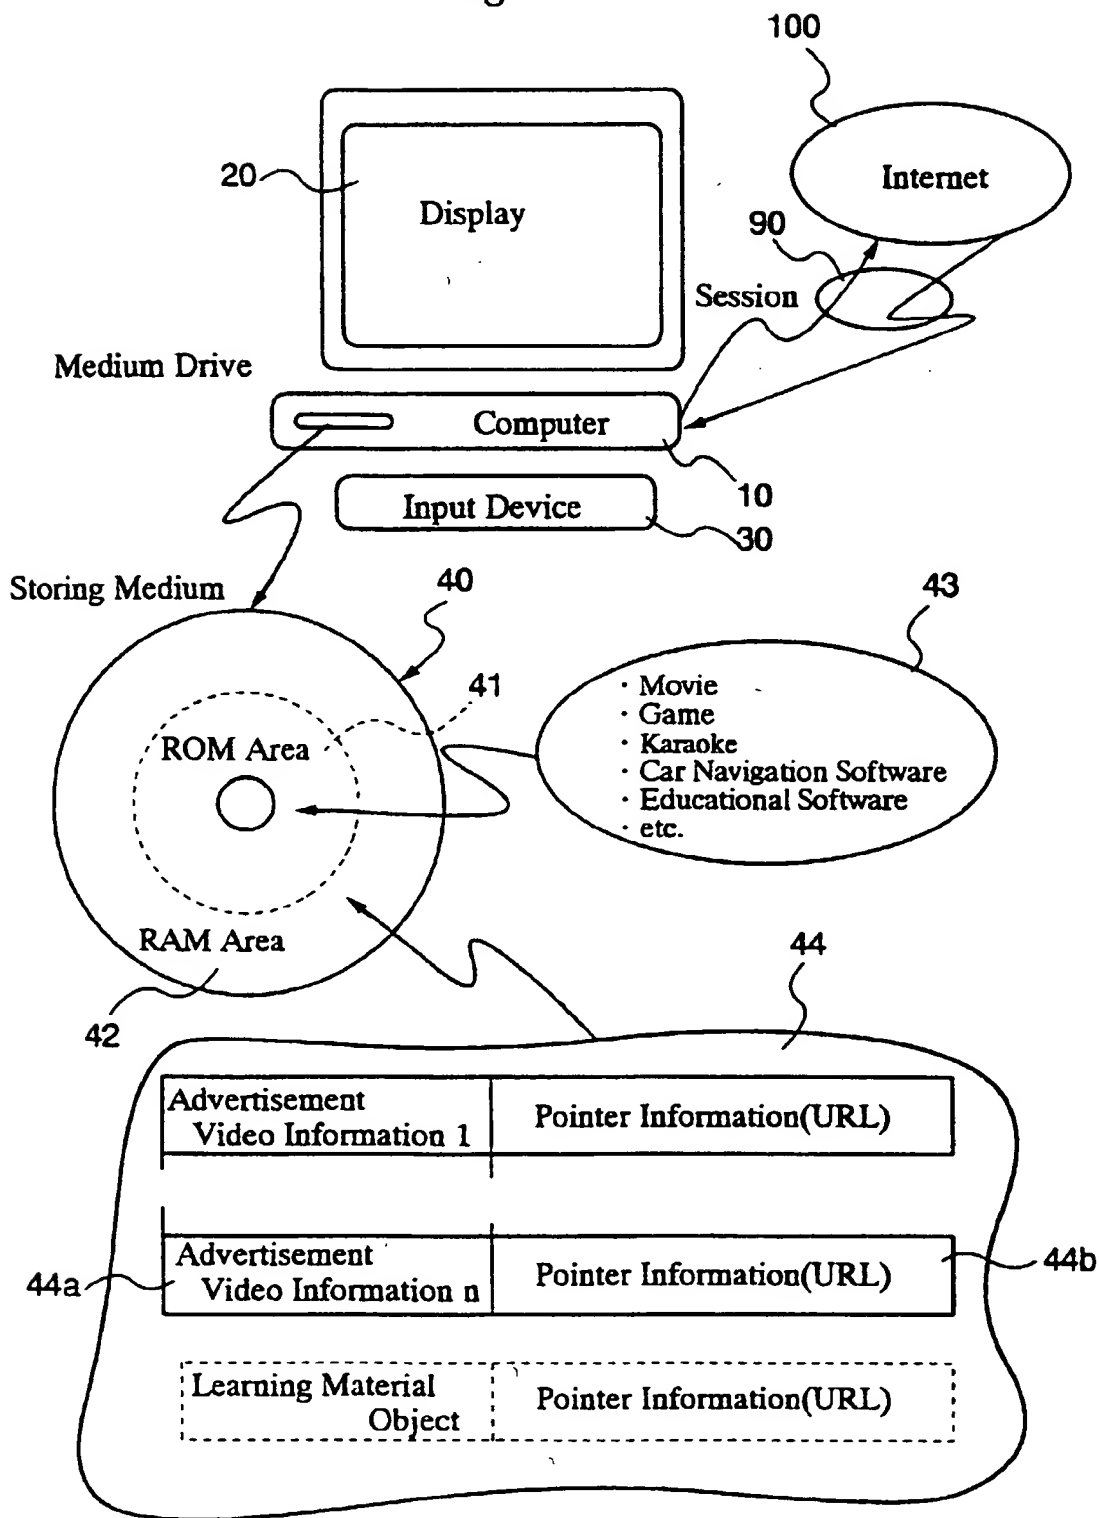 100
Internet
20
Display
90
Session
Medium Drive
Computer
10
Input Device
30
Storing Medium
40
43
41
ROM Area
· Movie
· Game
· Karaoke
· Car Navigation Software
· Educational Software
· etc.
RAM Area
42
44
Advertisement
Video Information 1
Pointer Information(URL)
Advertisement
Video Information n
Pointer Information(URL)
44a
44b
Learning Material
Object
Pointer Information(URL)